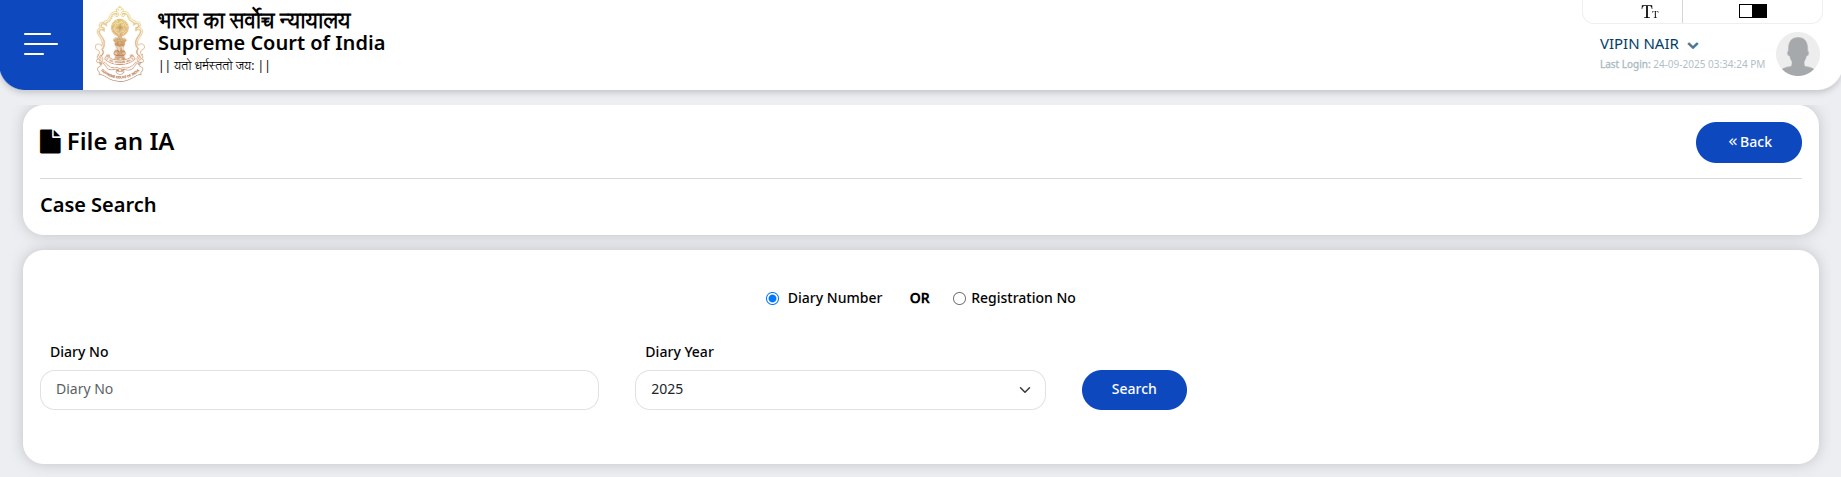 भारत का सर्वोच्च न्यायालय
Supreme Court of India
|| यतो धर्मस्ततो जय: ||
TT
VIPIN NAIR
Last Login: 24-09-2025 03:34:24 PM
File an IA
« Back
Case Search
Diary Number OR Registration No
Diary No
Diary Year
Diary No
2025
Search